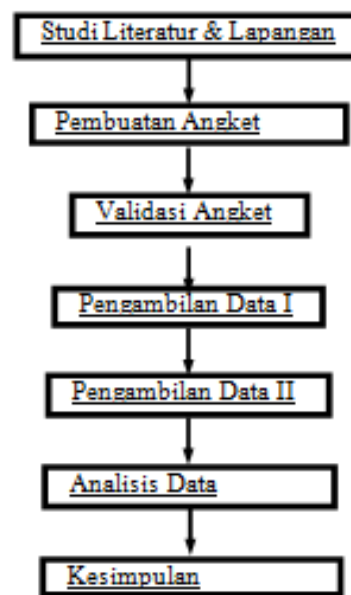 Studi Literatur & Lapangan
Pembuatan Angket
Validasi Angket
Pengambilan Data I
Pengambilan Data II
Analisis Data
Kesimpulan